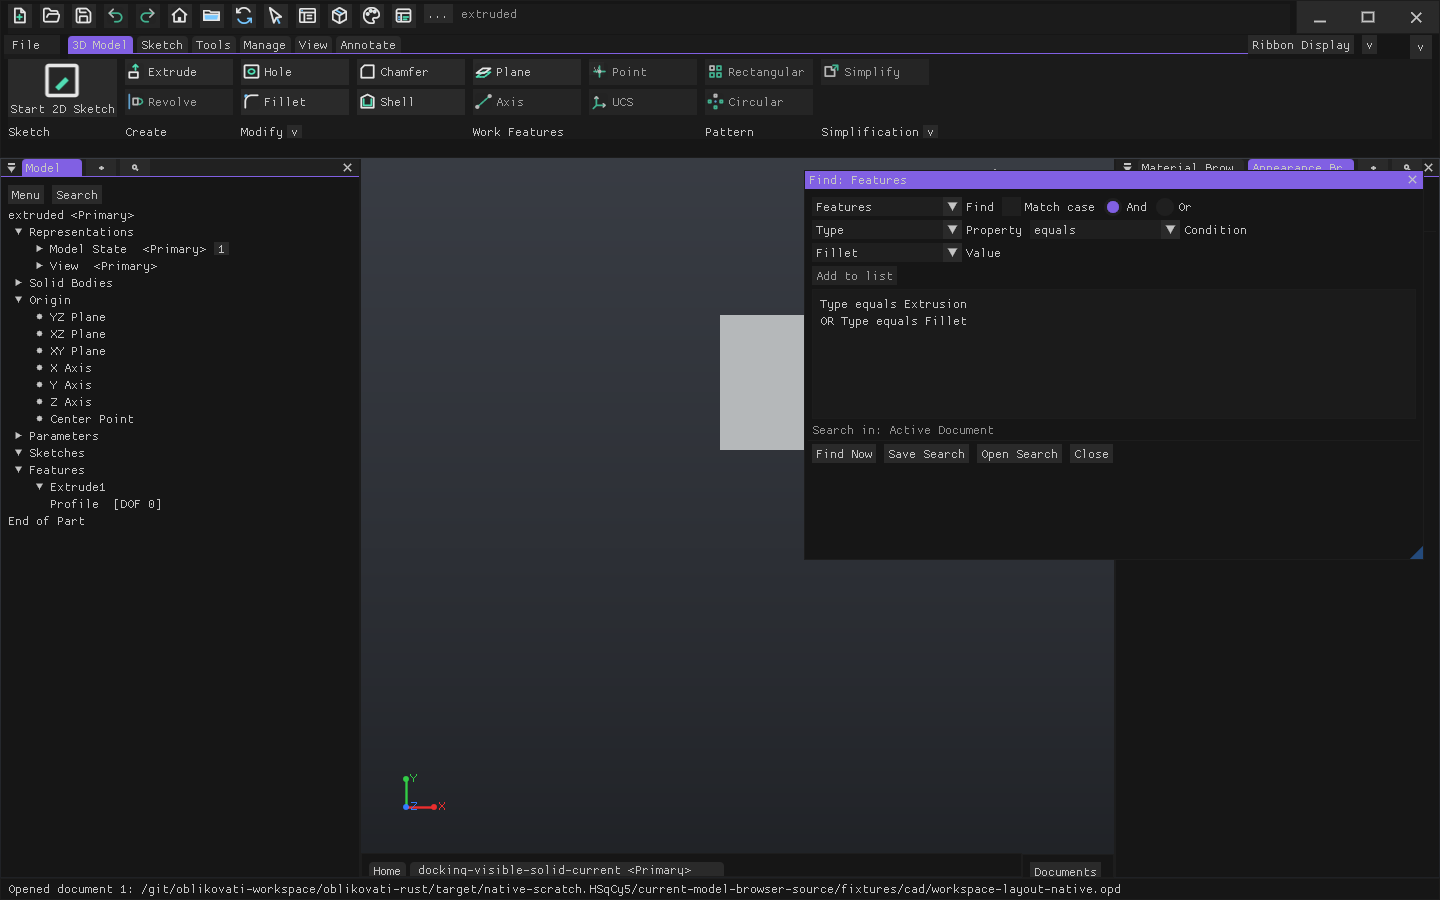 ... extruded
File 3D Model Sketch Tools Manage View Annotate Ribbon Display v v
Start 2D Sketch
Extrude Hole Chamfer Plane Point Rectangular Simplify
Revolve Fillet Shell Axis UCS Circular
Sketch Create Modify v Work Features Pattern Simplification v
Model
Menu Search
extruded <Primary>
Representations
Model State <Primary> 1
View <Primary>
Solid Bodies
Origin
YZ Plane
XZ Plane
XY Plane
X Axis
Y Axis
Z Axis
Center Point
Parameters
Sketches
Features
Extrude1
Profile [DOF 0]
End of Part
Material Brow Appearance Br
Find: Features
Features Find Match case And Or
Type Property equals Condition
Fillet Value
Add to list
Type equals Extrusion
OR Type equals Fillet
Search in: Active Document
Find Now Save Search Open Search Close
Y
Z X
Home docking-visible-solid-current <Primary> Documents
Opened document 1: /git/oblikovati-workspace/oblikovati-rust/target/native-scratch.HSqCy5/current-model-browser-source/fixtures/cad/workspace-layout-native.opd